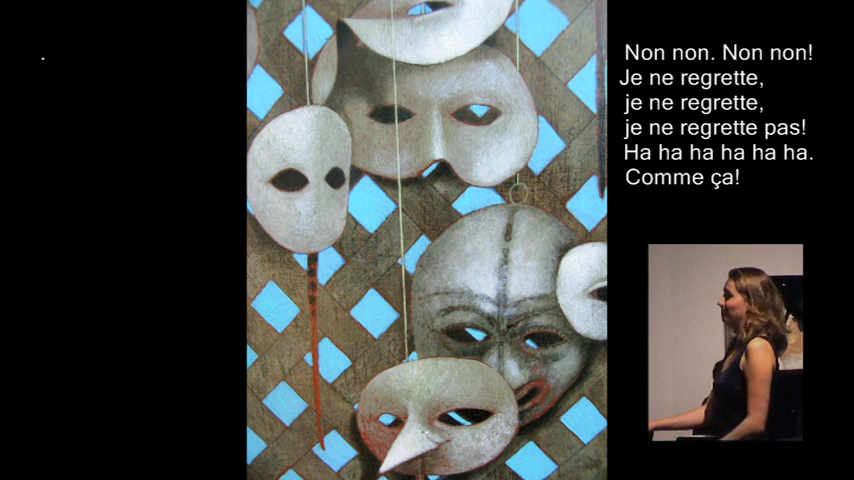 Non non. Non non!
Je ne regrette,
je ne regrette,
je ne regrette pas!
Ha ha ha ha ha ha.
Comme ça!